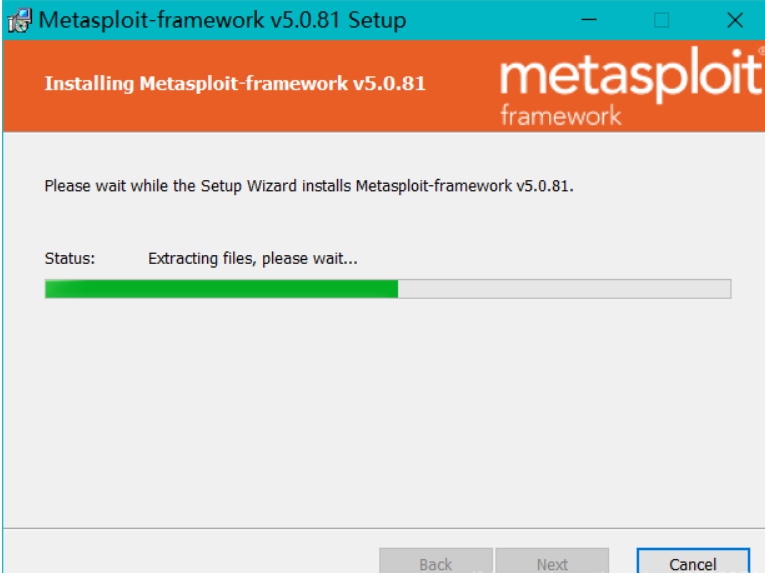 Metasploit-framework v5.0.81 Setup
Installing Metasploit-framework v5.0.81
metasploit®
framework
Please wait while the Setup Wizard installs Metasploit-framework v5.0.81.
Status: Extracting files, please wait...
Back Next Cancel